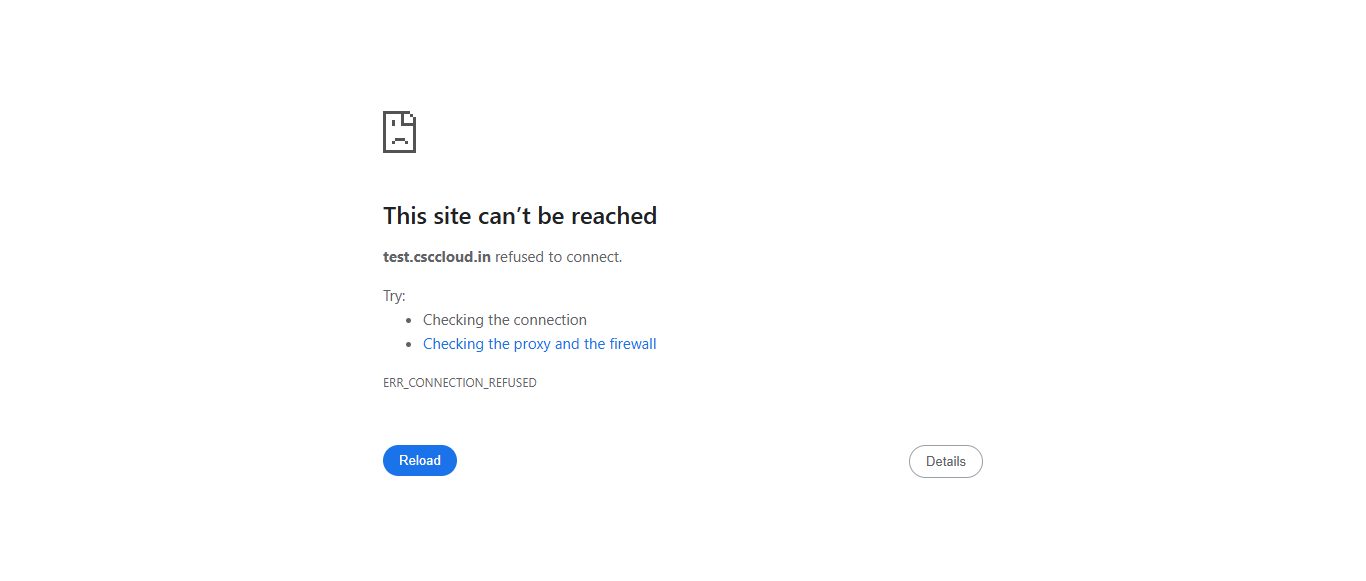 This site can’t be reached
test.csccloud.in refused to connect.
Try:
Checking the connection
Checking the proxy and the firewall
ERR_CONNECTION_REFUSED
Reload
Details